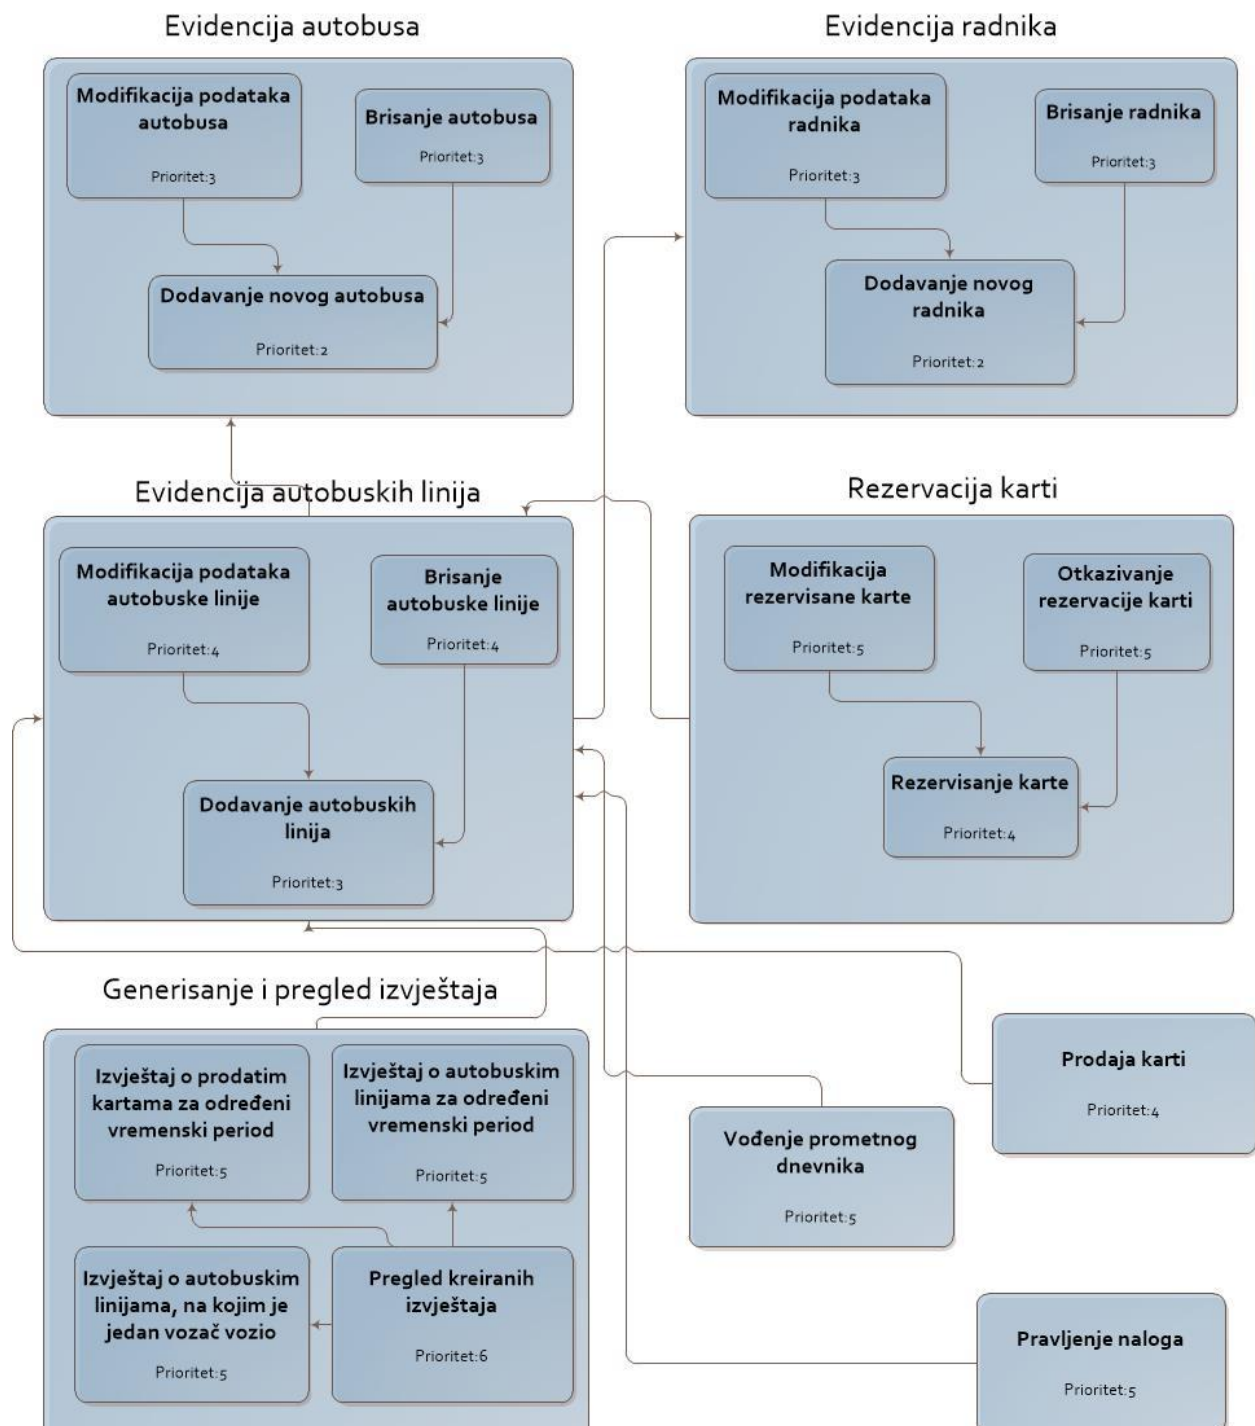 Evidencija autobusa
Modifikacija podataka
autobusa
Prioritet:3
Brisanje autobusa
Prioritet:3
Dodavanje novog autobusa
Prioritet:2
Evidencija radnika
Modifikacija podataka
radnika
Prioritet:3
Brisanje radnika
Prioritet:3
Dodavanje novog
radnika
Prioritet:2
Evidencija autobuskih linija
Modifikacija podataka
autobuske linije
Prioritet:4
Brisanje
autobuske linije
Prioritet:4
Dodavanje autobuskih
linija
Prioritet:3
Rezervacija karti
Modifikacija
rezervisane karte
Prioritet:5
Otkazivanje
rezervacije karti
Prioritet:5
Rezervisanje karte
Prioritet:4
Generisanje i pregled izvještaja
Izvještaj o prodatim
kartama za određeni
vremenski period
Prioritet:5
Izvještaj o autobuskim
linijama za određeni
vremenski period
Prioritet:5
Izvještaj o autobuskim
linijama, na kojim je
jedan vozač vozio
Prioritet:5
Pregled kreiranih
izvještaja
Prioritet:6
Vođenje prometnog
dnevnika
Prioritet:5
Prodaja karti
Prioritet:4
Pravljenje naloga
Prioritet:5